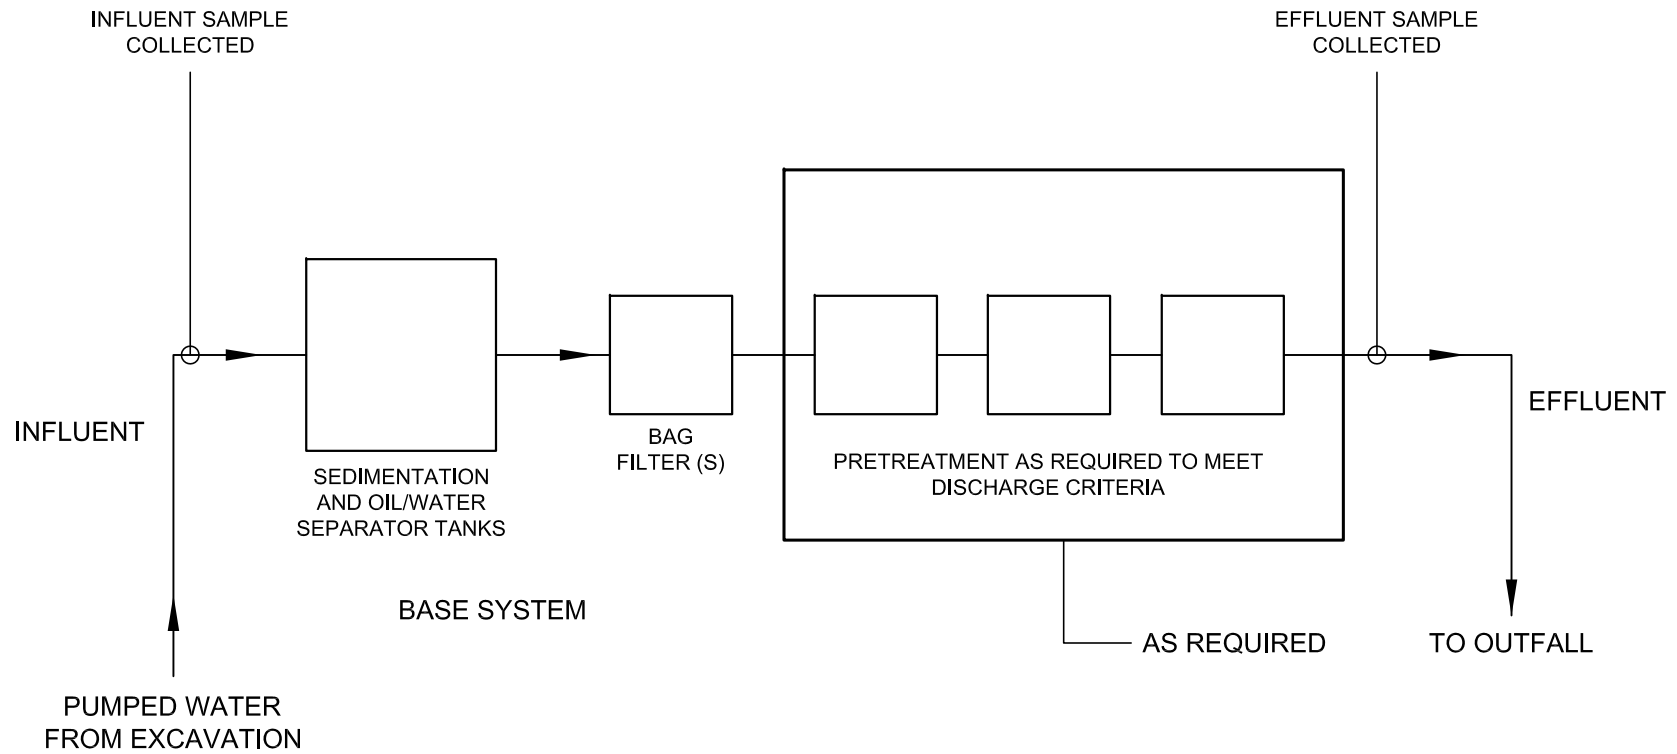 INFLUENT SAMPLE
COLLECTED
EFFLUENT SAMPLE
COLLECTED
INFLUENT
EFFLUENT
BAG
FILTER (S)
PRETREATMENT AS REQUIRED TO MEET
DISCHARGE CRITERIA
SEDIMENTATION
AND OIL/WATER
SEPARATOR TANKS
BASE SYSTEM
AS REQUIRED
TO OUTFALL
PUMPED WATER
FROM EXCAVATION